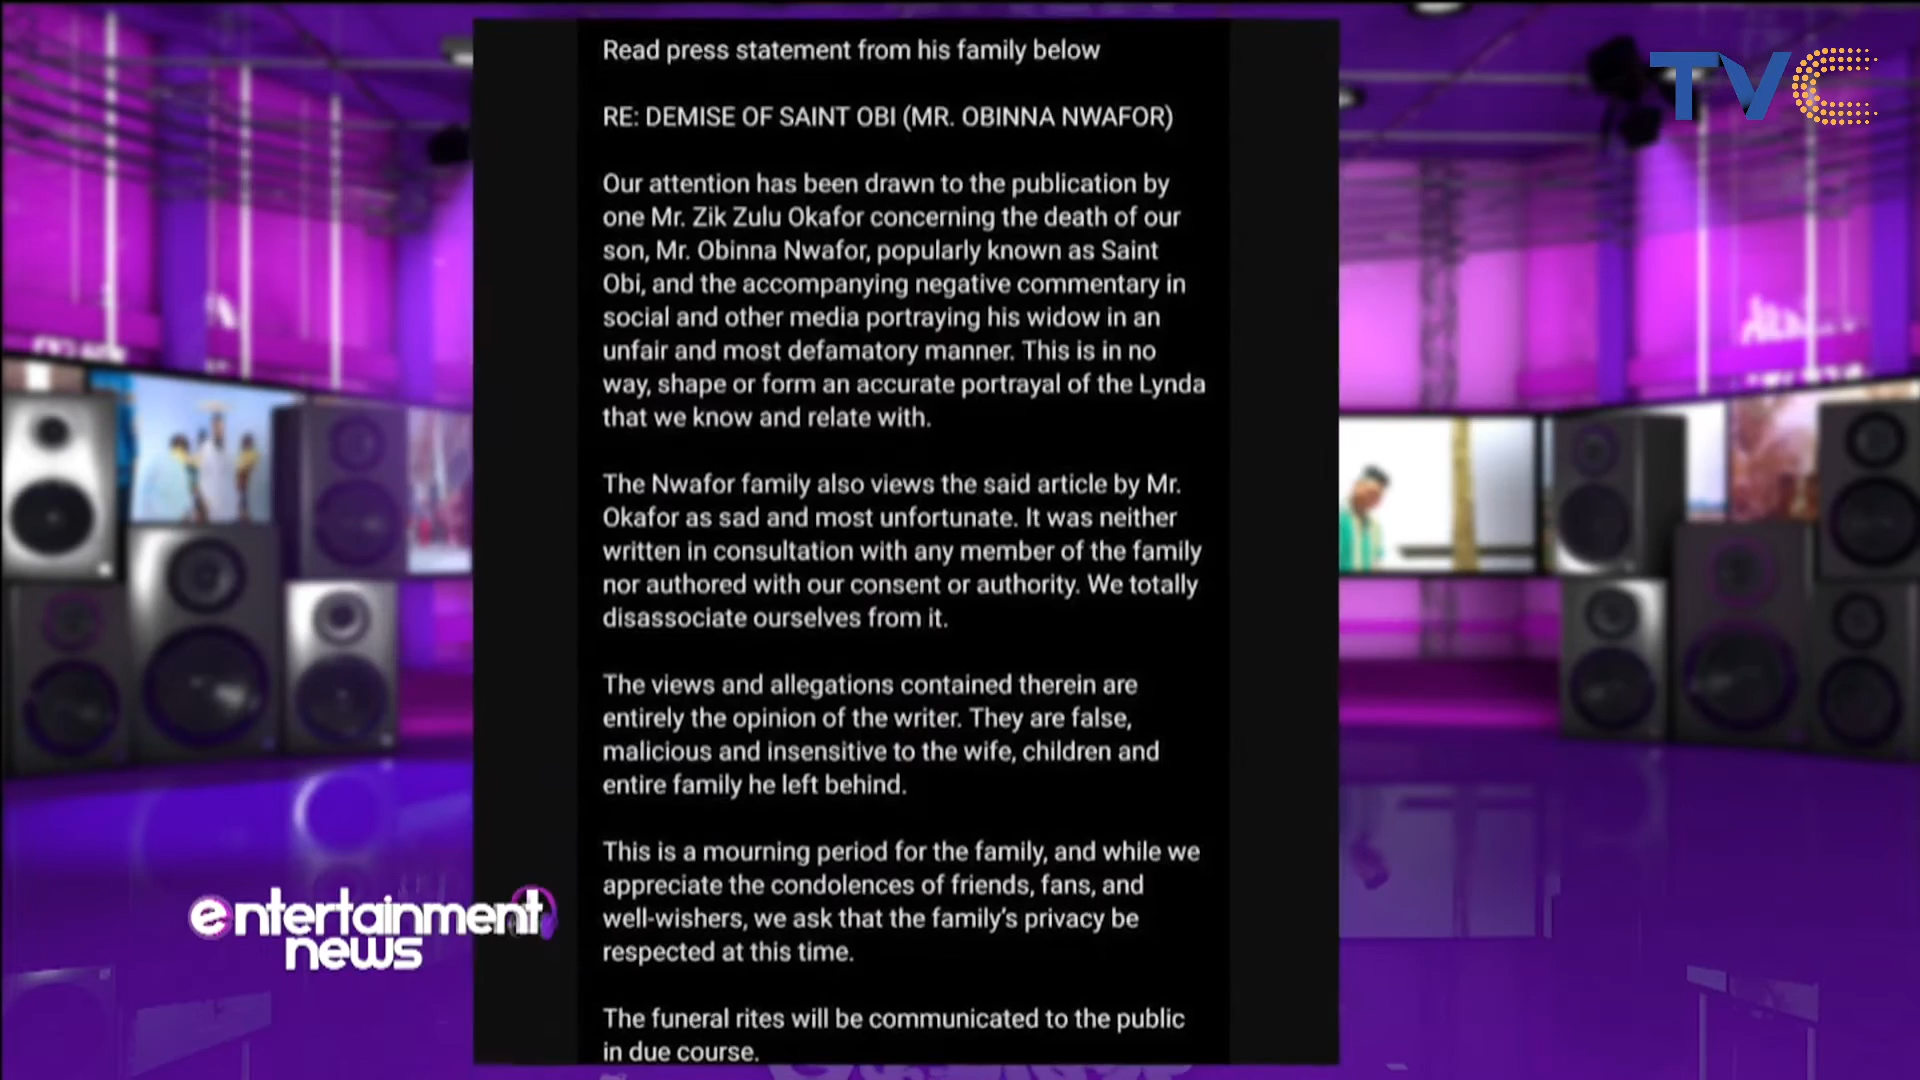 Read press statement from his family below
RE: DEMISE OF SAINT OBI (MR. OBINNA NWAFOR)
Our attention has been drawn to the publication by
one Mr. Zik Zulu Okafor concerning the death of our
son, Mr. Obinna Nwafor, popularly known as Saint
Obi, and the accompanying negative commentary in
social and other media portraying his widow in an
unfair and most defamatory manner. This is in no
way, shape or form an accurate portrayal of the Lynda
that we know and relate with.
The Nwafor family also views the said article by Mr.
Okafor as sad and most unfortunate. It was neither
written in consultation with any member of the family
nor authored with our consent or authority. We totally
disassociate ourselves from it.
The views and allegations contained therein are
entirely the opinion of the writer. They are false,
malicious and insensitive to the wife, children and
entire family he left behind.
This is a mourning period for the family, and while we
appreciate the condolences of friends, fans, and
well-wishers, we ask that the family's privacy be
respected at this time.
The funeral rites will be communicated to the public
in due course.
TVC
entertainment
news